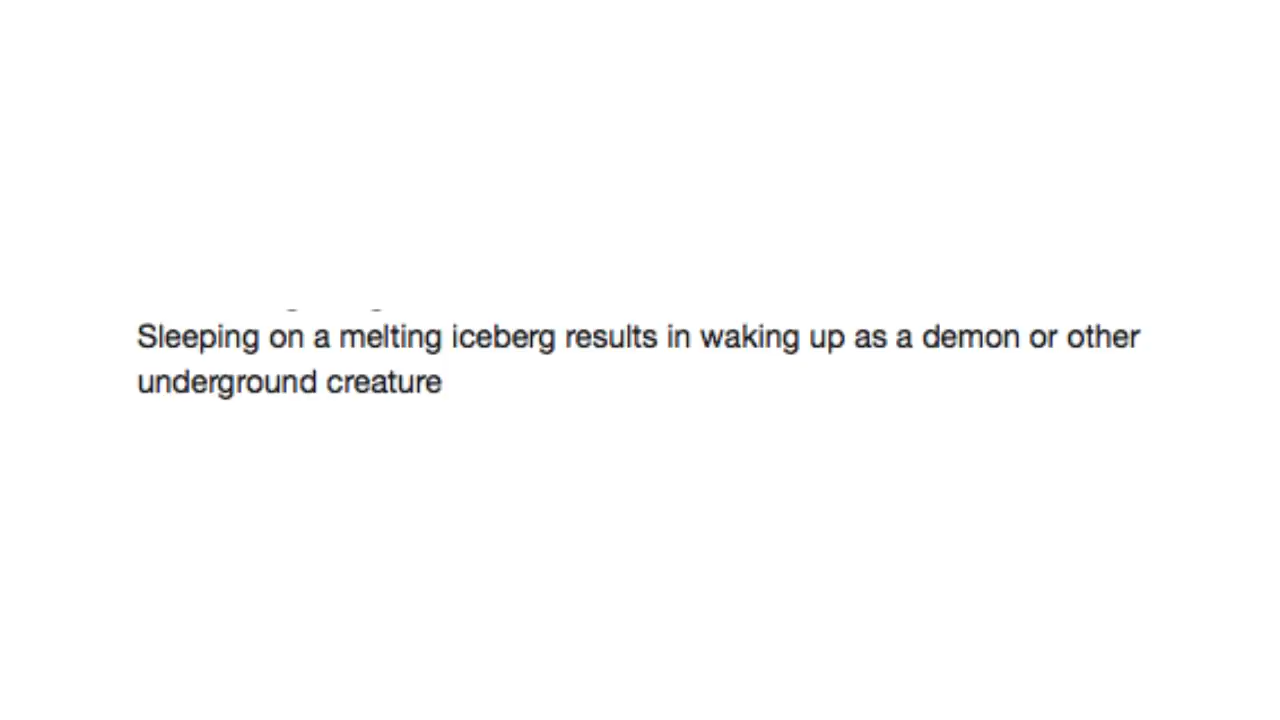 Sleeping on a melting iceberg results in waking up as a demon or other
underground creature